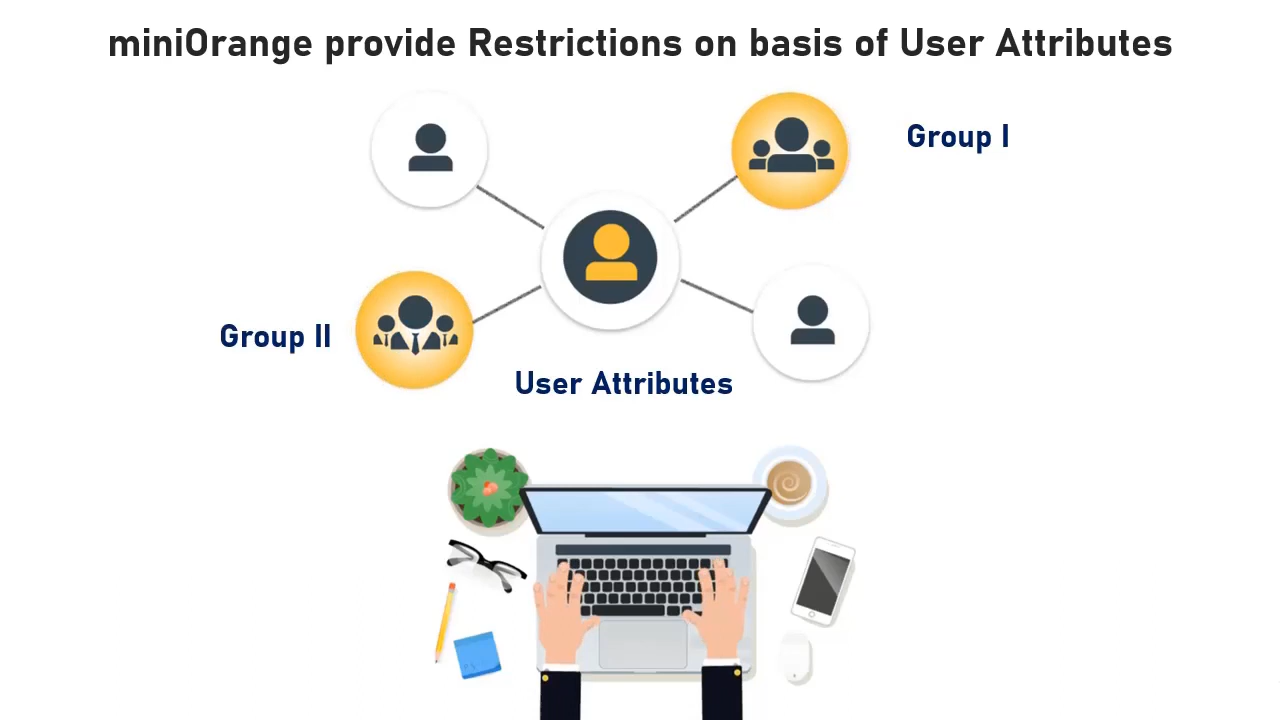 miniOrange provide Restrictions on basis of User Attributes
Group I
Group II
User Attributes